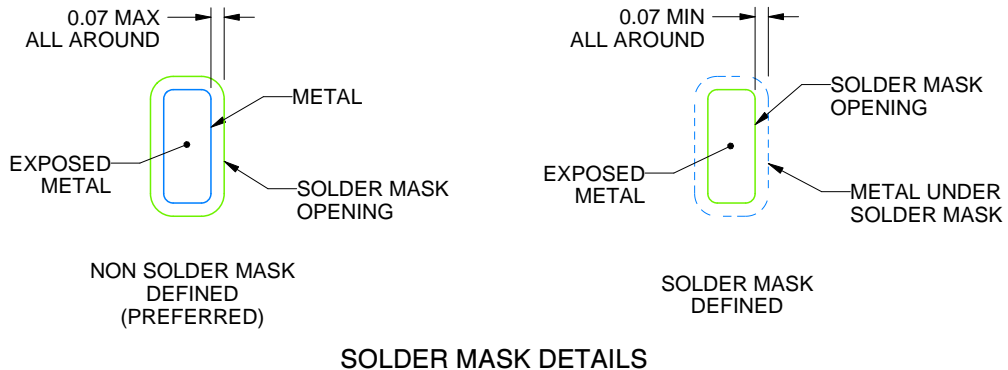 0.07 MAX
ALL AROUND
METAL
EXPOSED
METAL
SOLDER MASK
OPENING
NON SOLDER MASK
DEFINED
(PREFERRED)
0.07 MIN
ALL AROUND
SOLDER MASK
OPENING
EXPOSED
METAL
METAL UNDER
SOLDER MASK
SOLDER MASK
DEFINED
SOLDER MASK DETAILS